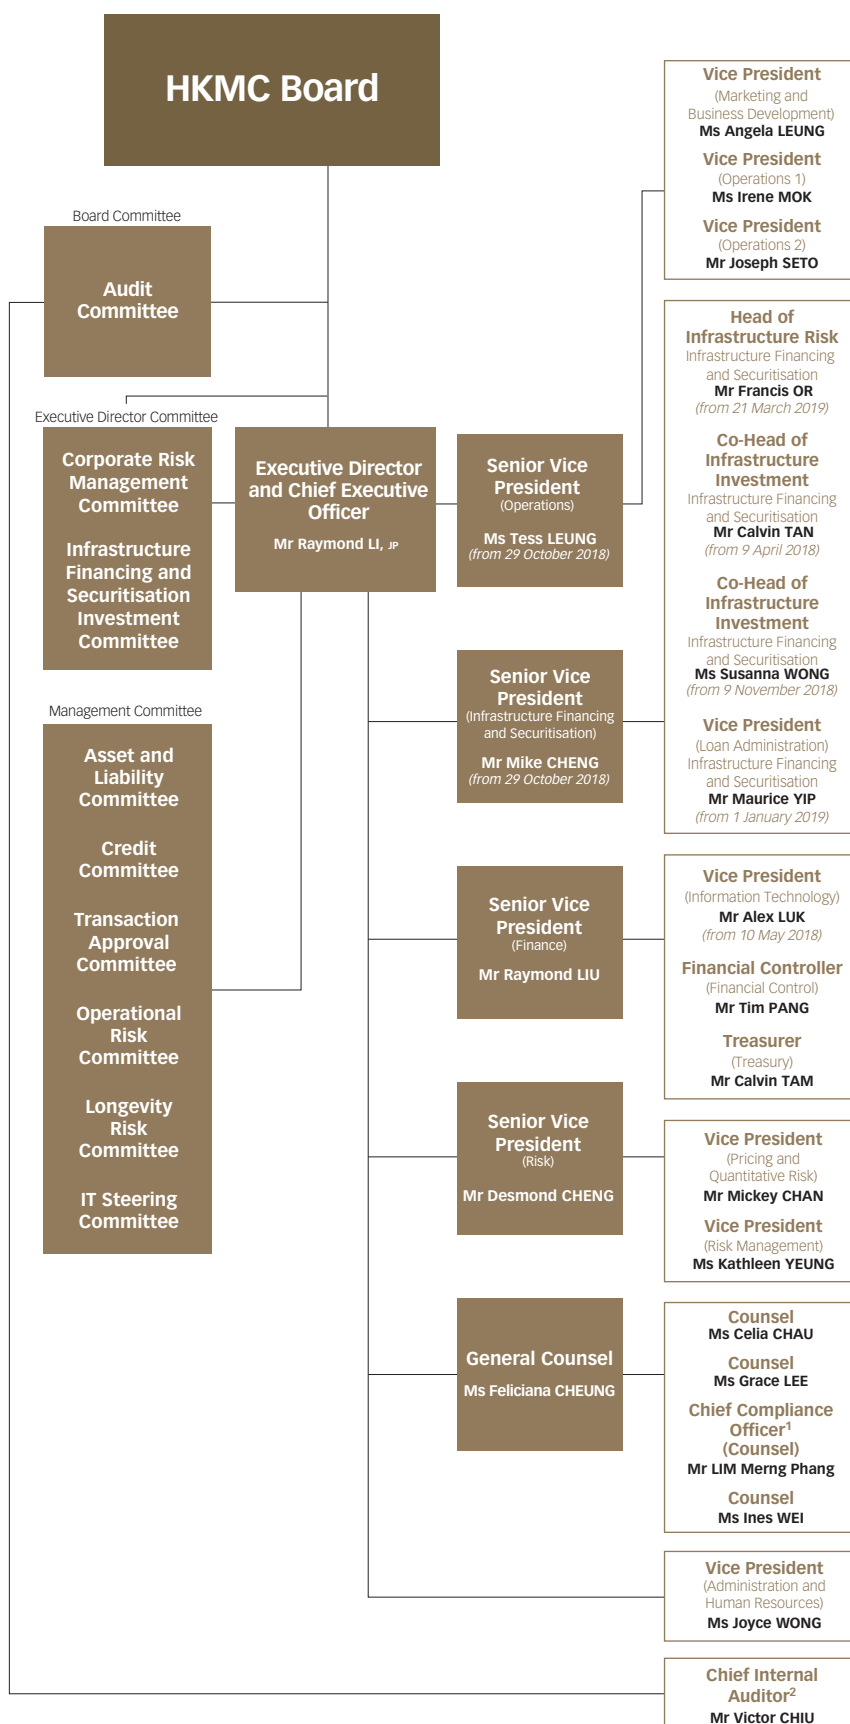 HKMC Board
Board Committee
Audit
Committee
Executive Director Committee
Corporate Risk
Management
Committee
Infrastructure
Financing and
Securitisation
Investment
Committee
Management Committee
Asset and
Liability
Committee
Credit
Committee
Transaction
Approval
Committee
Operational
Risk
Committee
Longevity
Risk
Committee
IT Steering
Committee
Executive Director
and Chief Executive
Officer
Mr Raymond LI, JP
Senior Vice
President
(Operations)
Ms Tess LEUNG
(from 29 October 2018)
Senior Vice
President
(Infrastructure Financing
and Securitisation)
Mr Mike CHENG
(from 29 October 2018)
Senior Vice
President
(Finance)
Mr Raymond LIU
Senior Vice
President
(Risk)
Mr Desmond CHENG
General Counsel
Ms Feliciana CHEUNG
Vice President
(Marketing and
Business Development)
Ms Angela LEUNG
Vice President
(Operations 1)
Ms Irene MOK
Vice President
(Operations 2)
Mr Joseph SETO
Head of
Infrastructure Risk
Infrastructure Financing
and Securitisation
Mr Francis OR
(from 21 March 2019)
Co-Head of
Infrastructure
Investment
Infrastructure Financing
and Securitisation
Mr Calvin TAN
(from 9 April 2018)
Co-Head of
Infrastructure
Investment
Infrastructure Financing
and Securitisation
Ms Susanna WONG
(from 9 November 2018)
Vice President
(Loan Administration)
Infrastructure Financing
and Securitisation
Mr Maurice YIP
(from 1 January 2019)
Vice President
(Information Technology)
Mr Alex LUK
(from 10 May 2018)
Financial Controller
(Financial Control)
Mr Tim PANG
Treasurer
(Treasury)
Mr Calvin TAM
Vice President
(Pricing and
Quantitative Risk)
Mr Mickey CHAN
Vice President
(Risk Management)
Ms Kathleen YEUNG
Counsel
Ms Celia CHAU
Counsel
Ms Grace LEE
Chief Compliance
Officer¹
(Counsel)
Mr LIM Merng Phang
Counsel
Ms Ines WEI
Vice President
(Administration and
Human Resources)
Ms Joyce WONG
Chief Internal
Auditor²
Mr Victor CHIU